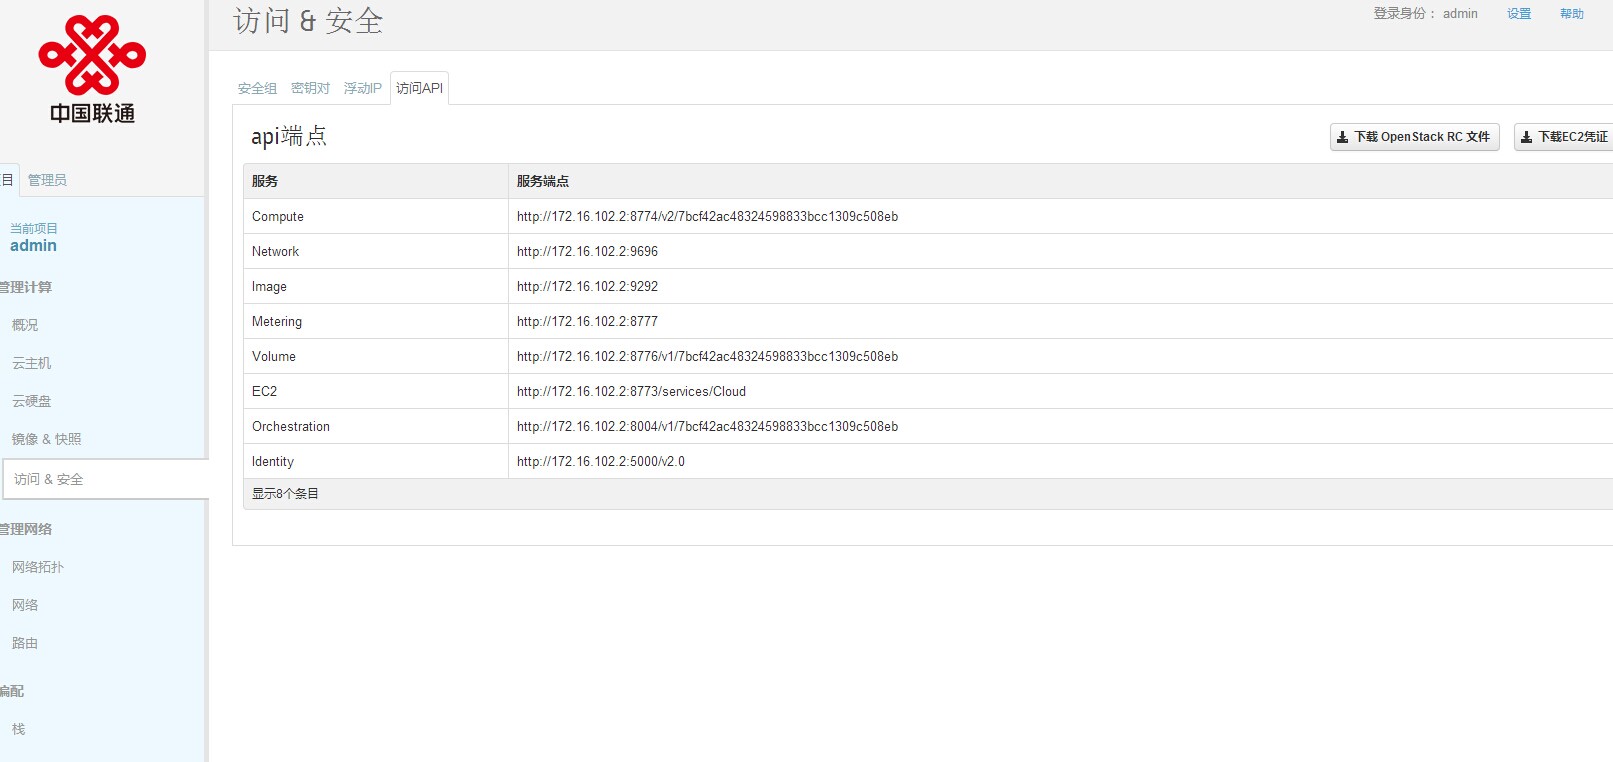 中国联通
目 管理员
当前项目
admin
管理计算
概况
云主机
云硬盘
镜像 & 快照
访问 & 安全
管理网络
网络拓扑
网络
路由
编配
栈
访问 & 安全
登录身份： admin 设置 帮助
安全组 密钥对 浮动IP 访问API
api端点
下载 OpenStack RC 文件 下载EC2凭证
服务 服务端点
Compute http://172.16.102.2:8774/v2/7bcf42ac48324598833bcc1309c508eb
Network http://172.16.102.2:9696
Image http://172.16.102.2:9292
Metering http://172.16.102.2:8777
Volume http://172.16.102.2:8776/v1/7bcf42ac48324598833bcc1309c508eb
EC2 http://172.16.102.2:8773/services/Cloud
Orchestration http://172.16.102.2:8004/v1/7bcf42ac48324598833bcc1309c508eb
Identity http://172.16.102.2:5000/v2.0
显示8个条目